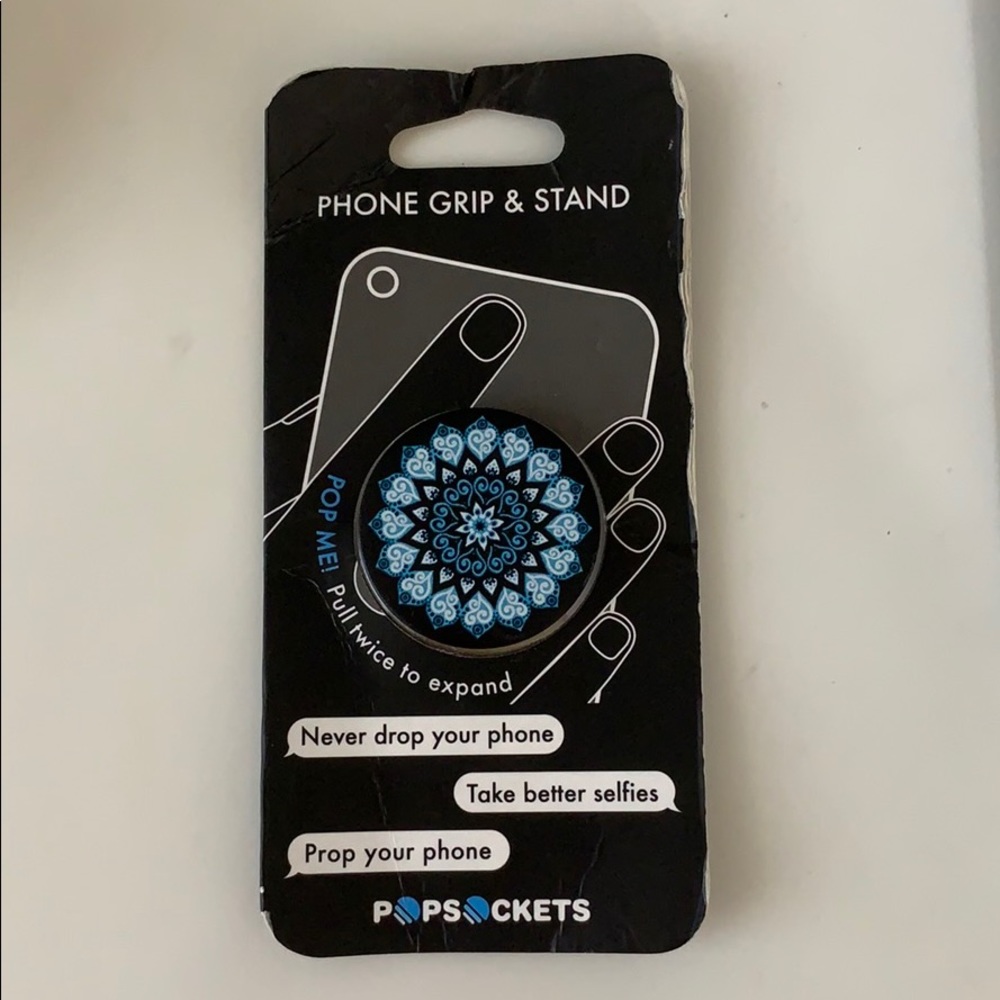 PHONE GRIP & STAND
POP ME! Pull twice to expand
Never drop your phone
Take better selfies
Prop your phone
POPSOCKETS